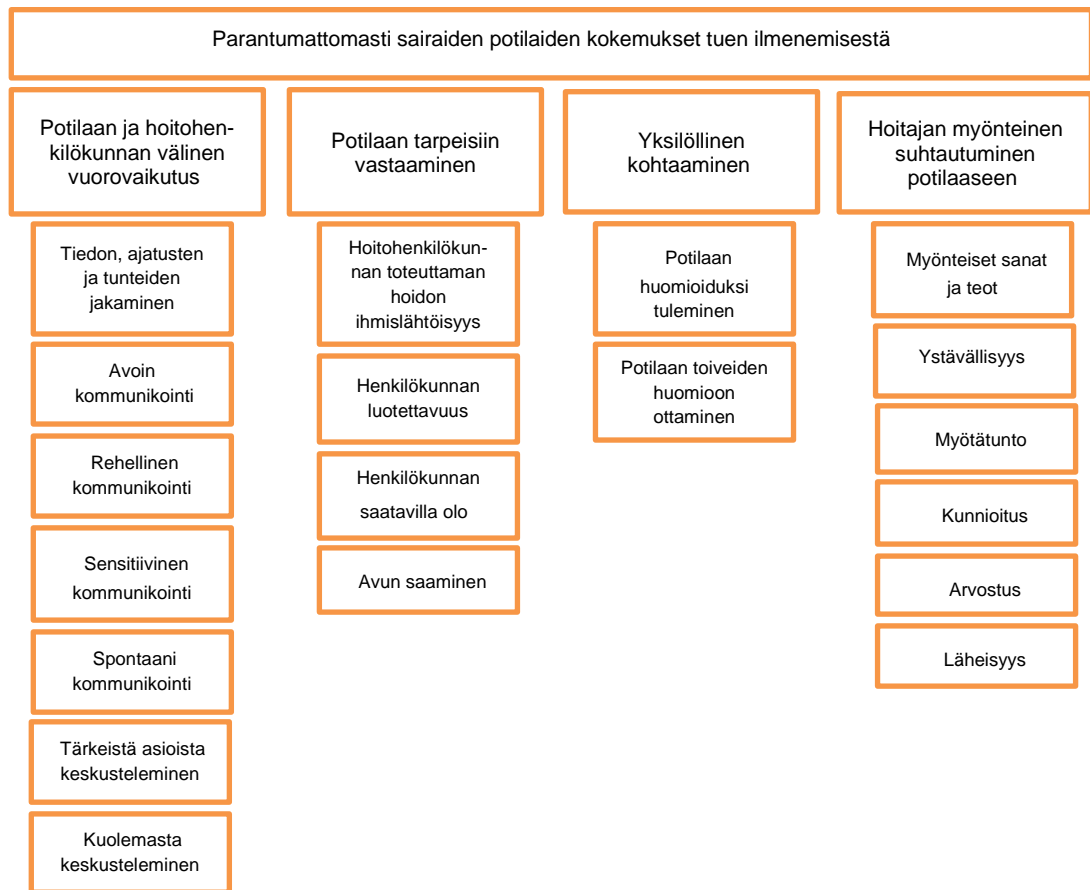 Parantumattomasti sairaiden potilaiden kokemukset tuen ilmenemisestä
Potilaan ja hoitohen-
kilökunnan välinen
vuorovaikutus
Tiedon, ajatusten
ja tunteiden
jakaminen
Avoin
kommunikointi
Rehellinen
kommunikointi
Sensitiivinen
kommunikointi
Spontaani
kommunikointi
Tärkeistä asioista
keskusteleminen
Kuolemasta
keskusteleminen
Potilaan tarpeisiin
vastaaminen
Hoitohenkilökun-
nan toteuttaman
hoidon
ihmislähtöisyys
Henkilökunnan
luotettavuus
Henkilökunnan
saatavilla olo
Avun saaminen
Yksilöllinen
kohtaaminen
Potilaan
huomioiduksi
tuleminen
Potilaan toiveiden
huomioon
ottaminen
Hoitajan myönteinen
suhtautuminen
potilaaseen
Myönteiset sanat
ja teot
Ystävällisyys
Myötätunto
Kunnioitus
Arvostus
Läheisyys